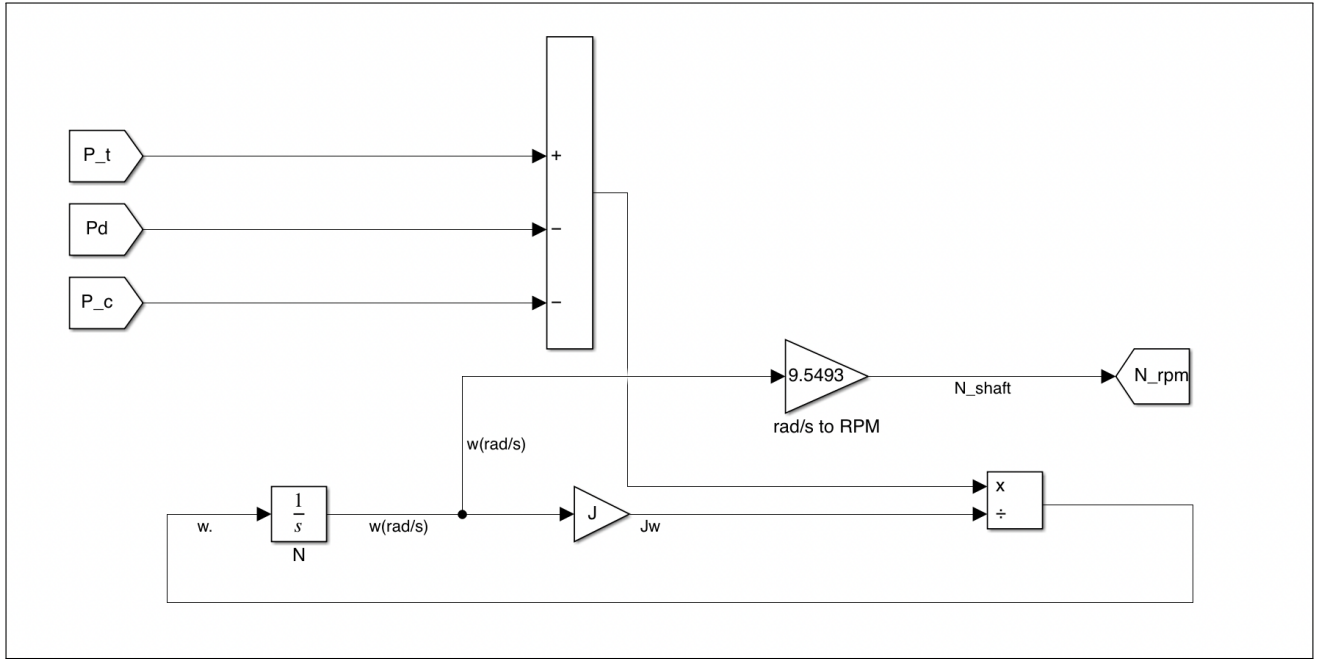 P_t
+
Pd
−
P_c
−
9.5493
N_shaft
N_rpm
rad/s to RPM
w(rad/s)
w.
1
s
N
w(rad/s)
J
Jw
x
÷